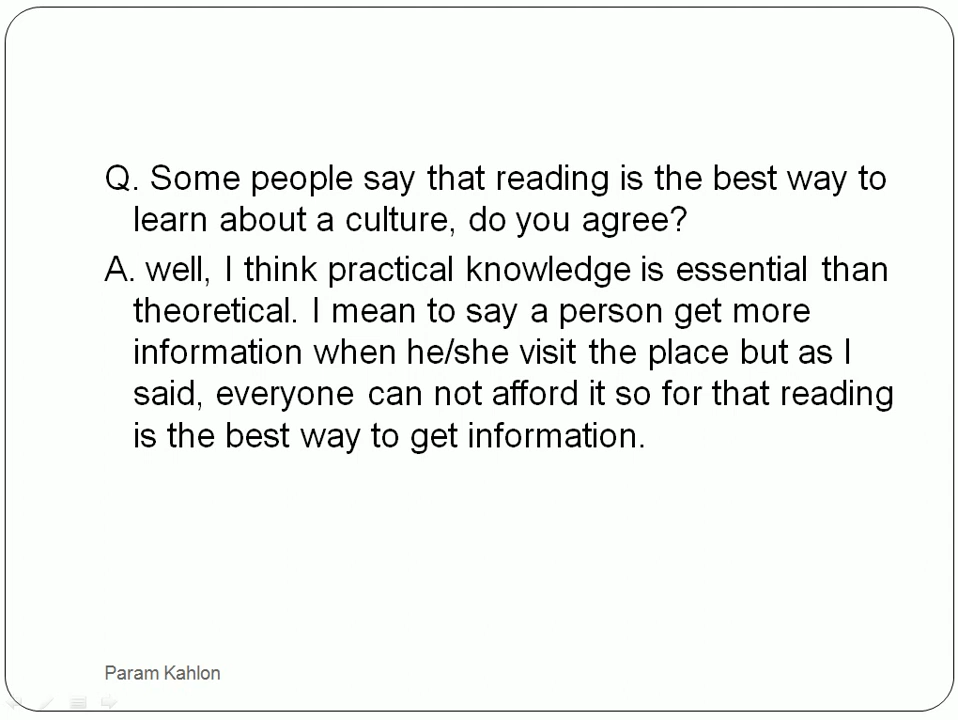 Q. Some people say that reading is the best way to
learn about a culture, do you agree?
A. well, I think practical knowledge is essential than
theoretical. I mean to say a person get more
information when he/she visit the place but as I
said, everyone can not afford it so for that reading
is the best way to get information.
Param Kahlon